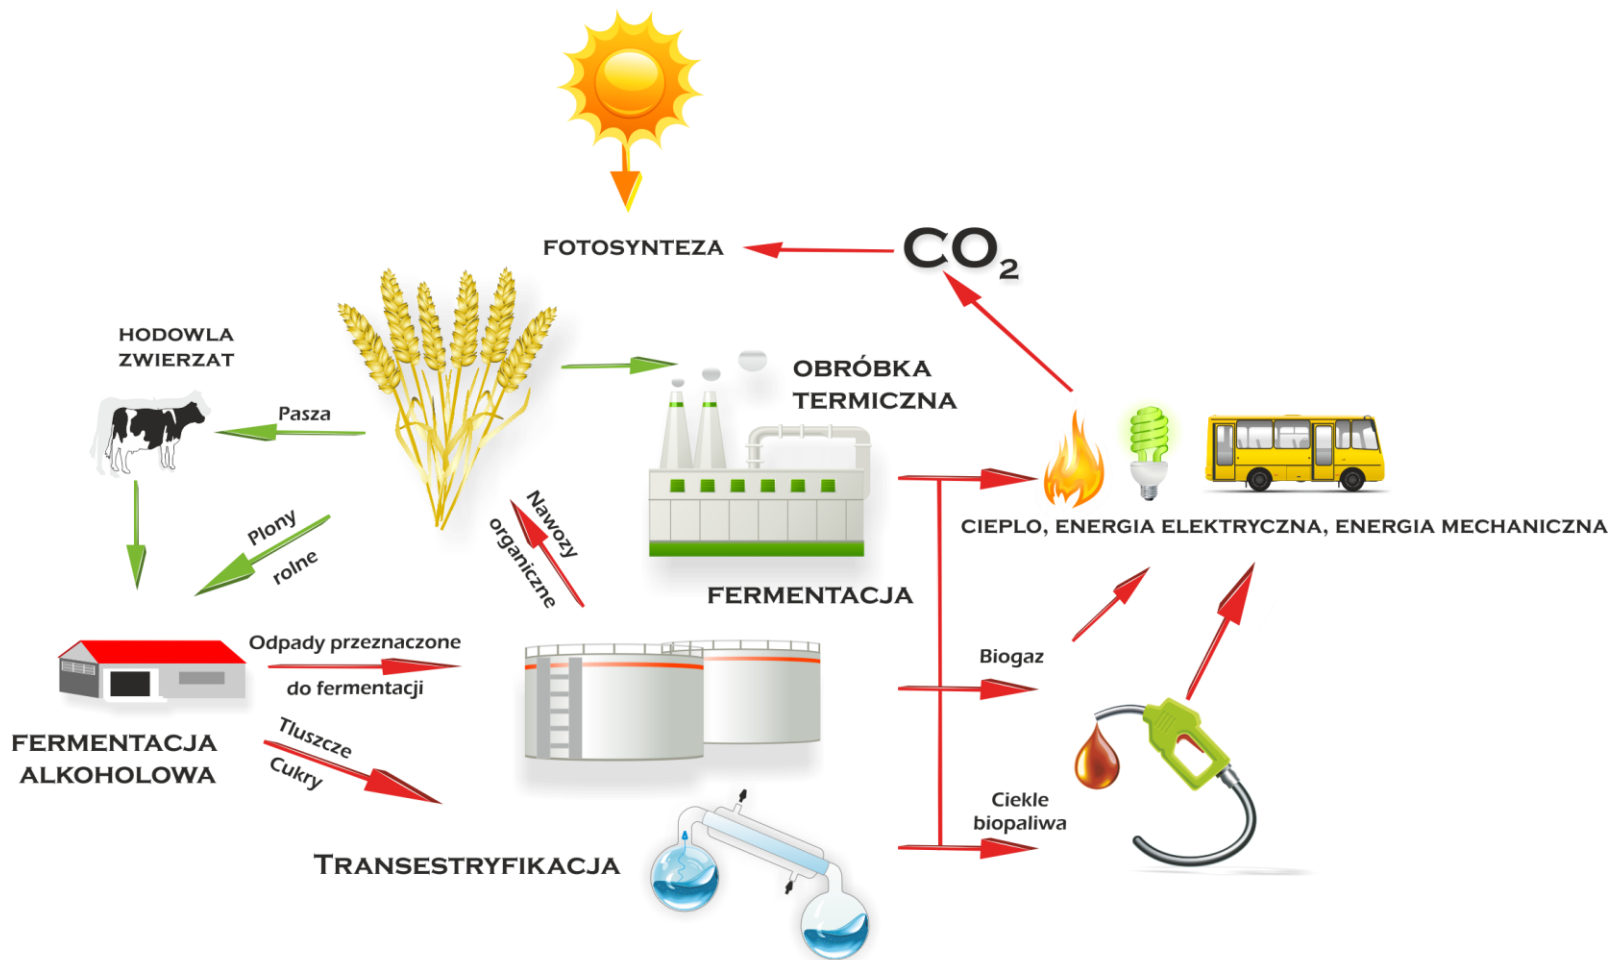 FOTOSYNTEZA
CO₂
HODOWLA
ZWIERZAT
OBRÓBKA
TERMICZNA
Pasza
Plony
rolne
Nawozy
organiczne
CIEPLO, ENERGIA ELEKTRYCZNA, ENERGIA MECHANICZNA
FERMENTACJA
Odpady przeznaczone
do fermentacji
Biogaz
FERMENTACJA
ALKOHOLOWA
Tluszcze
Cukry
Ciekle
biopaliwa
TRANSESTRYFIKACJA